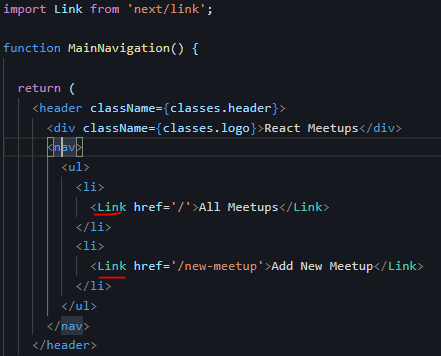 import Link from 'next/link';
function MainNavigation() {
return (
<header className={classes.header}>
<div className={classes.logo}>React Meetups</div>
<nav>
<ul>
<li>
<Link href='/'>All Meetups</Link>
</li>
<li>
<Link href='/new-meetup'>Add New Meetup</Link>
</li>
</ul>
</nav>
</header>